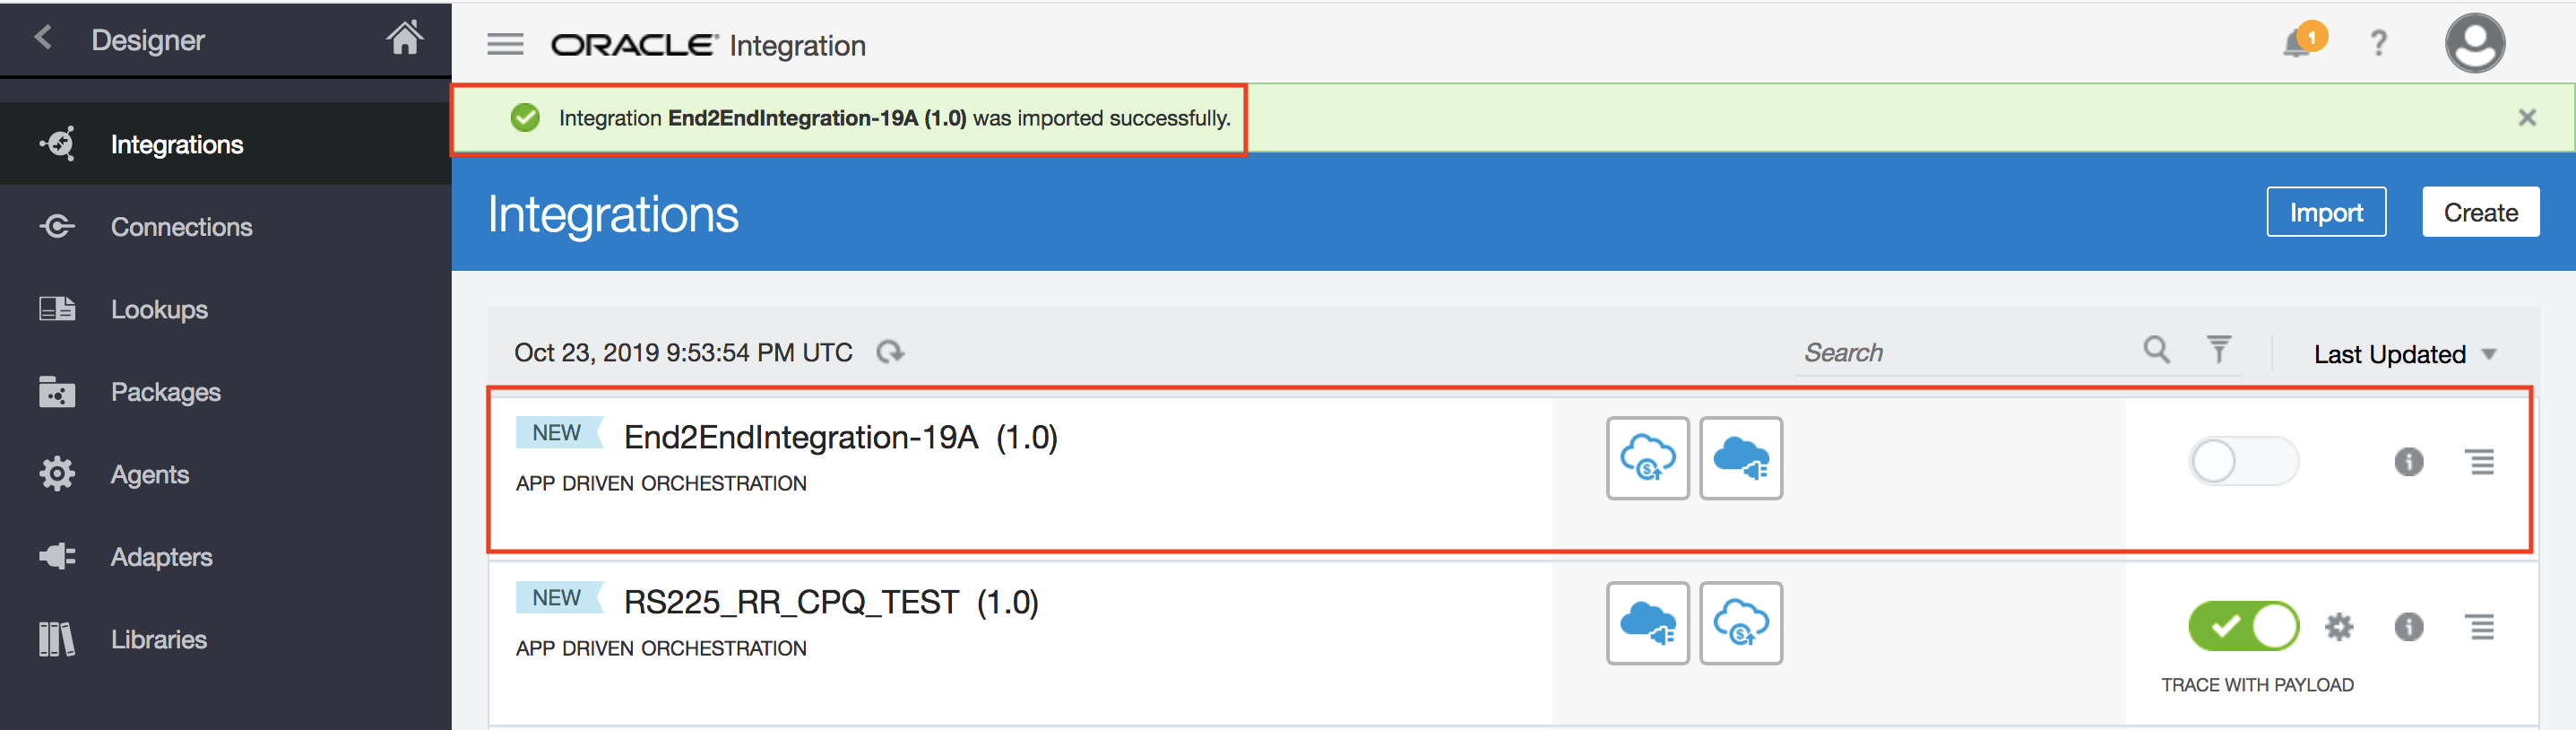 Designer
Integrations
Connections
Lookups
Packages
Agents
Adapters
Libraries
ORACLE® Integration
1
?
Integration End2EndIntegration-19A (1.0) was imported successfully.
Integrations
Import
Create
Oct 23, 2019 9:53:54 PM UTC
Search
Last Updated
NEW End2EndIntegration-19A (1.0)
APP DRIVEN ORCHESTRATION
NEW RS225_RR_CPQ_TEST (1.0)
APP DRIVEN ORCHESTRATION
TRACE WITH PAYLOAD